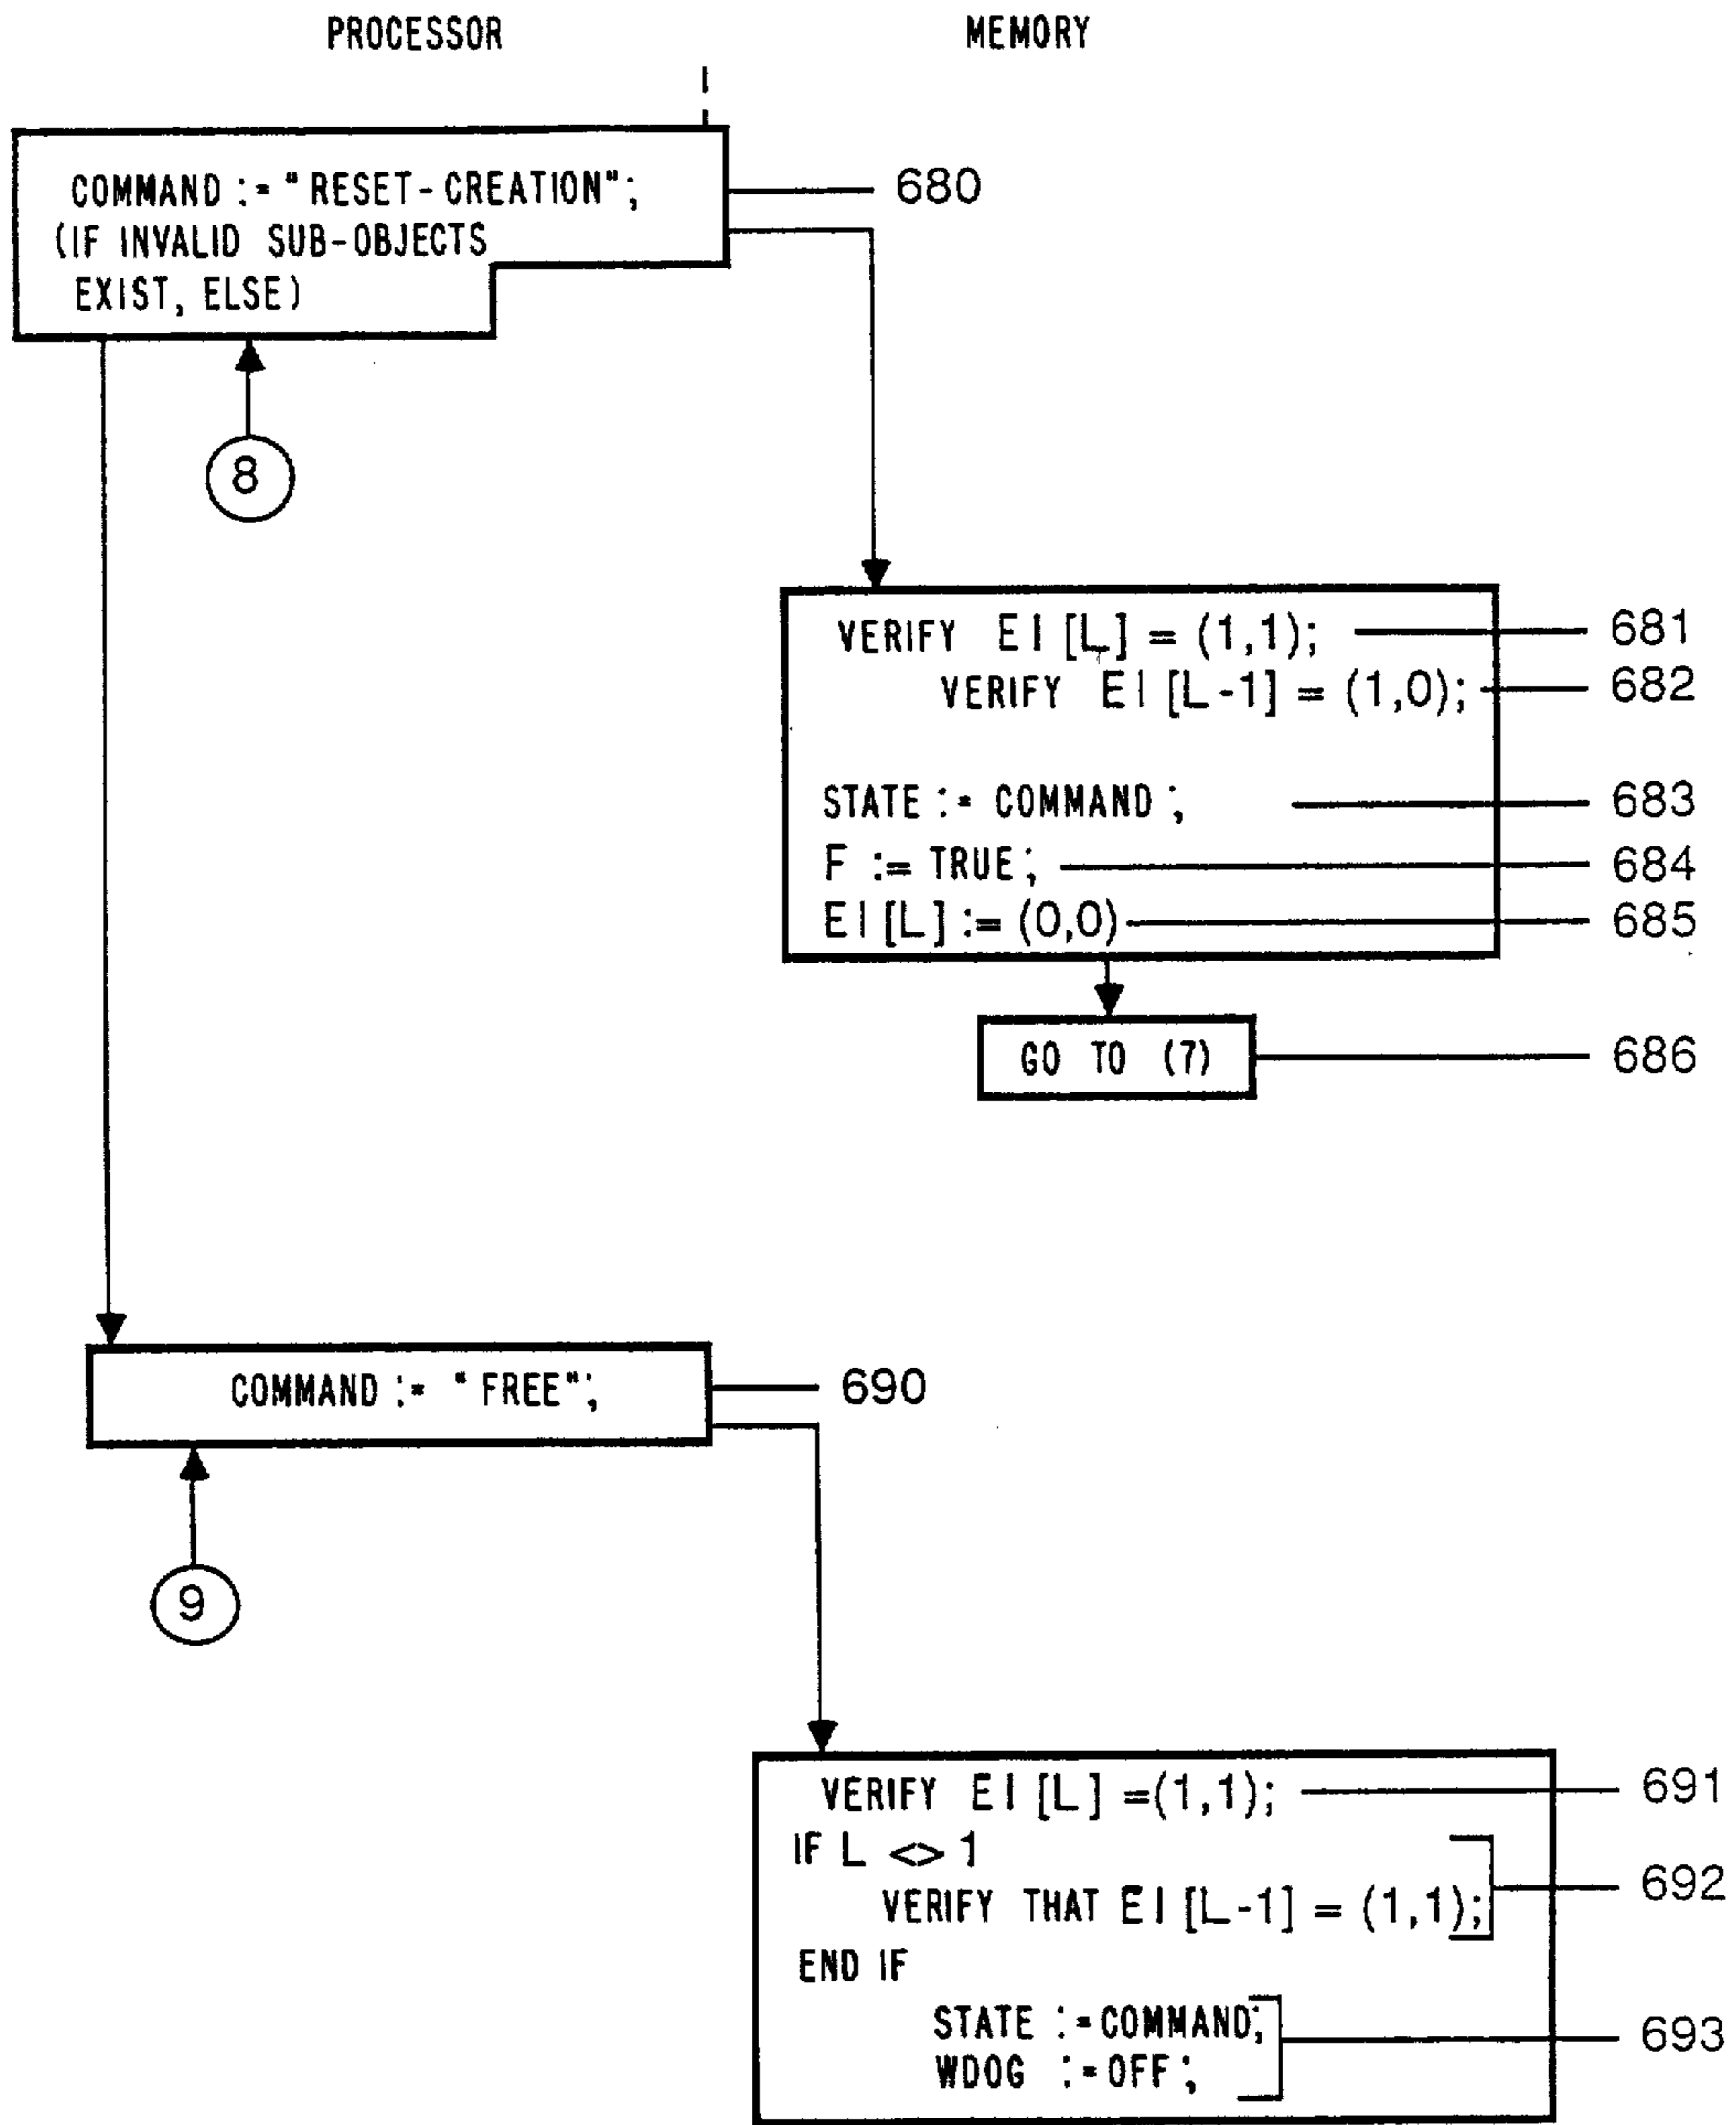 PROCESSOR MEMORY
COMMAND := "RESET-CREATION";
(IF INVALID SUB-OBJECTS
EXIST, ELSE)
680
8
VERIFY EI [L] = (1,1); 681
VERIFY EI [L-1] = (1,0); 682
STATE := COMMAND ; 683
F := TRUE; 684
EI [L] := (0,0) 685
GO TO (7) 686
COMMAND := "FREE"; 690
9
VERIFY EI [L] =(1,1); 691
IF L <> 1
VERIFY THAT EI [L-1] = (1,1); 692
END IF
STATE :=COMMAND;
WDOG :=OFF; 693